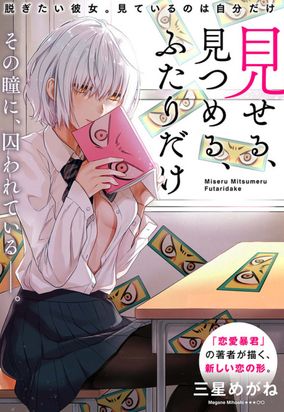 脱ぎたい彼女。見ているのは自分だけ
見せる、
見つめる、
ふたりだけ
Miseru Mitsumeru
Futaridake
その瞳に、囚われている――。
「恋愛暴君」
の著者が描く、
新しい恋の形。
三星めがね
Megane Mihoshi